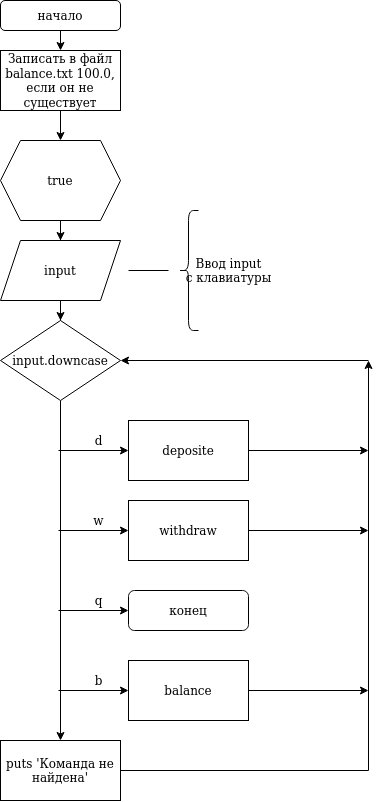 начало
Записать в файл
balance.txt 100.0,
если он не
существует
true
input
Ввод input
с клавиатуры
input.downcase
d
deposite
w
withdraw
q
конец
b
balance
puts 'Команда не
найдена'